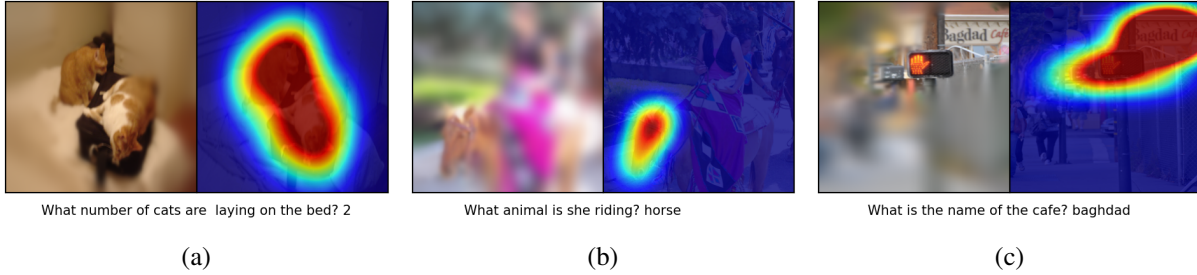 Bagdad Cafe
What number of cats are  laying on the bed? 2
What animal is she riding? horse
What is the name of the cafe? baghdad
(a)
(b)
(c)